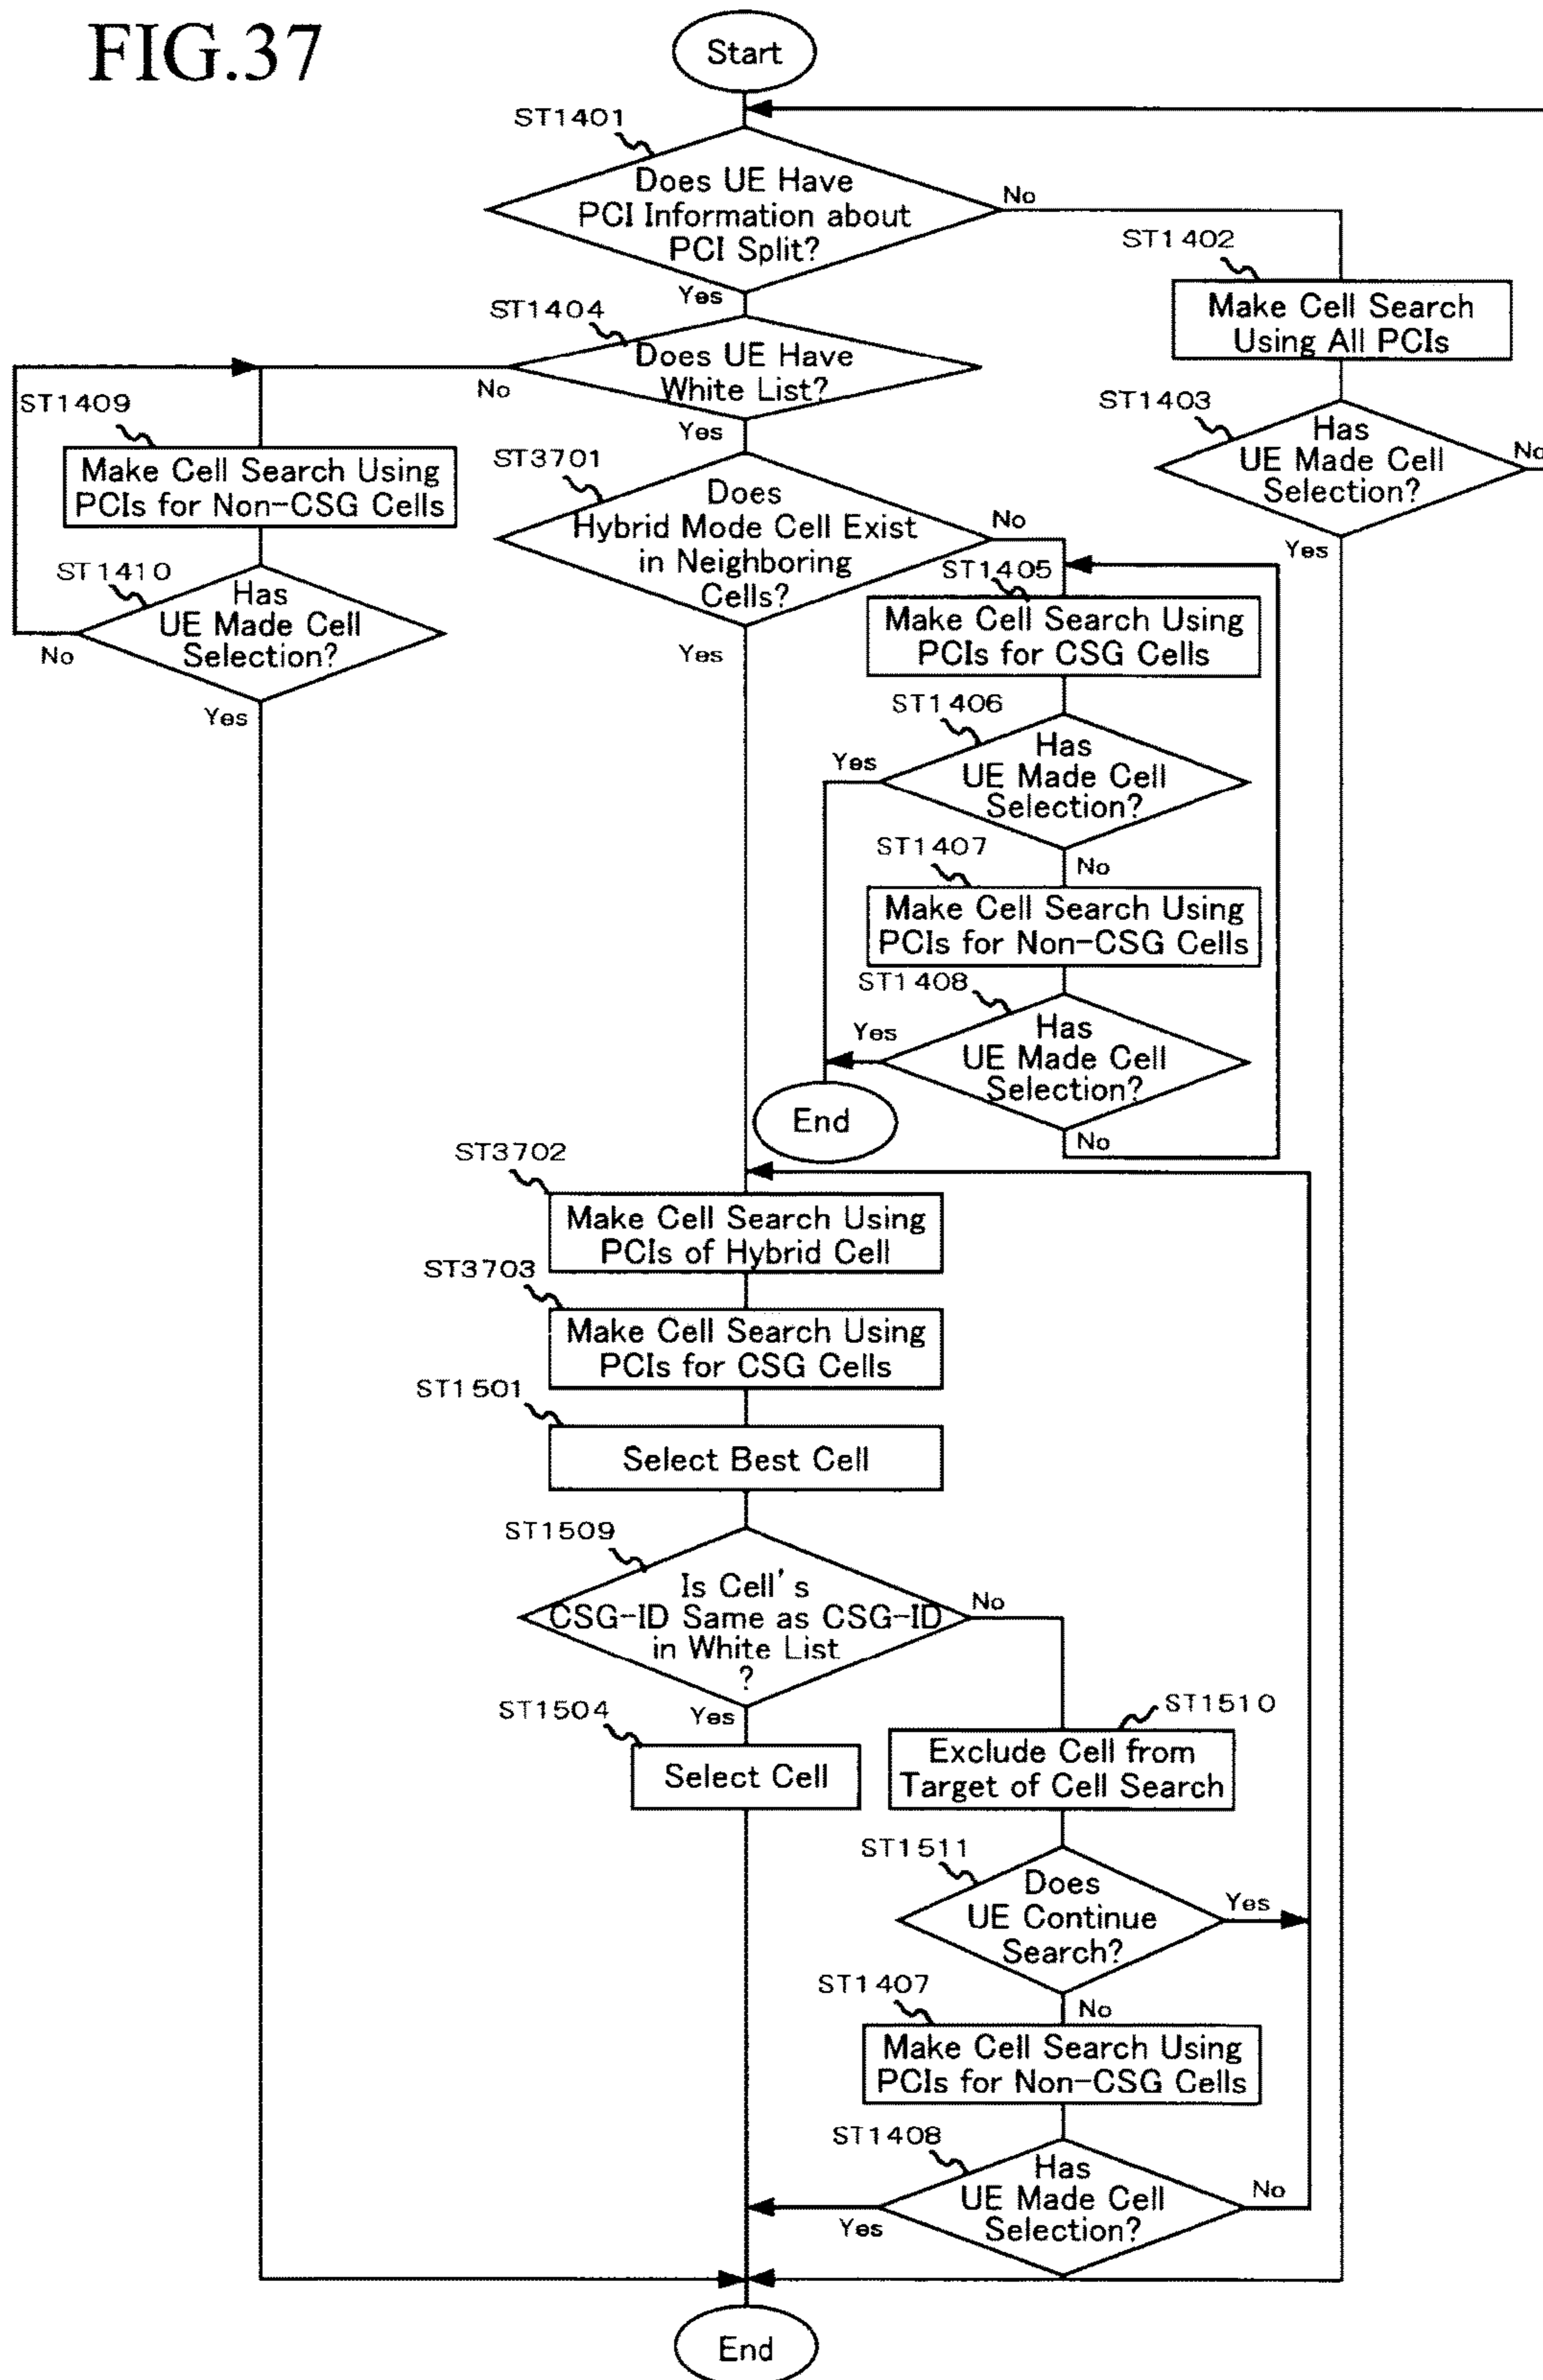 FIG.37
Start
ST1401
Does UE Have
PCI Information about
PCI Split?
No
Yes
ST1402
Make Cell Search
Using All PCIs
ST1403
Has
UE Made Cell
Selection?
No
Yes
ST1404
Does UE Have
White List?
No
Yes
ST1409
Make Cell Search Using
PCIs for Non-CSG Cells
ST1410
Has
UE Made Cell
Selection?
No
Yes
ST3701
Does
Hybrid Mode Cell Exist
in Neighboring
Cells?
No
Yes
ST1405
Make Cell Search Using
PCIs for CSG Cells
ST1406
Has
UE Made Cell
Selection?
Yes
No
ST1407
Make Cell Search Using
PCIs for Non-CSG Cells
ST1408
Has
UE Made Cell
Selection?
Yes
No
End
ST3702
Make Cell Search Using
PCIs of Hybrid Cell
ST3703
Make Cell Search Using
PCIs for CSG Cells
ST1501
Select Best Cell
ST1509
Is Cell's
CSG-ID Same as CSG-ID
in White List
?
No
Yes
ST1504
Select Cell
ST1510
Exclude Cell from
Target of Cell Search
ST1511
Does
UE Continue
Search?
Yes
No
ST1407
Make Cell Search Using
PCIs for Non-CSG Cells
ST1408
Has
UE Made Cell
Selection?
No
Yes
End